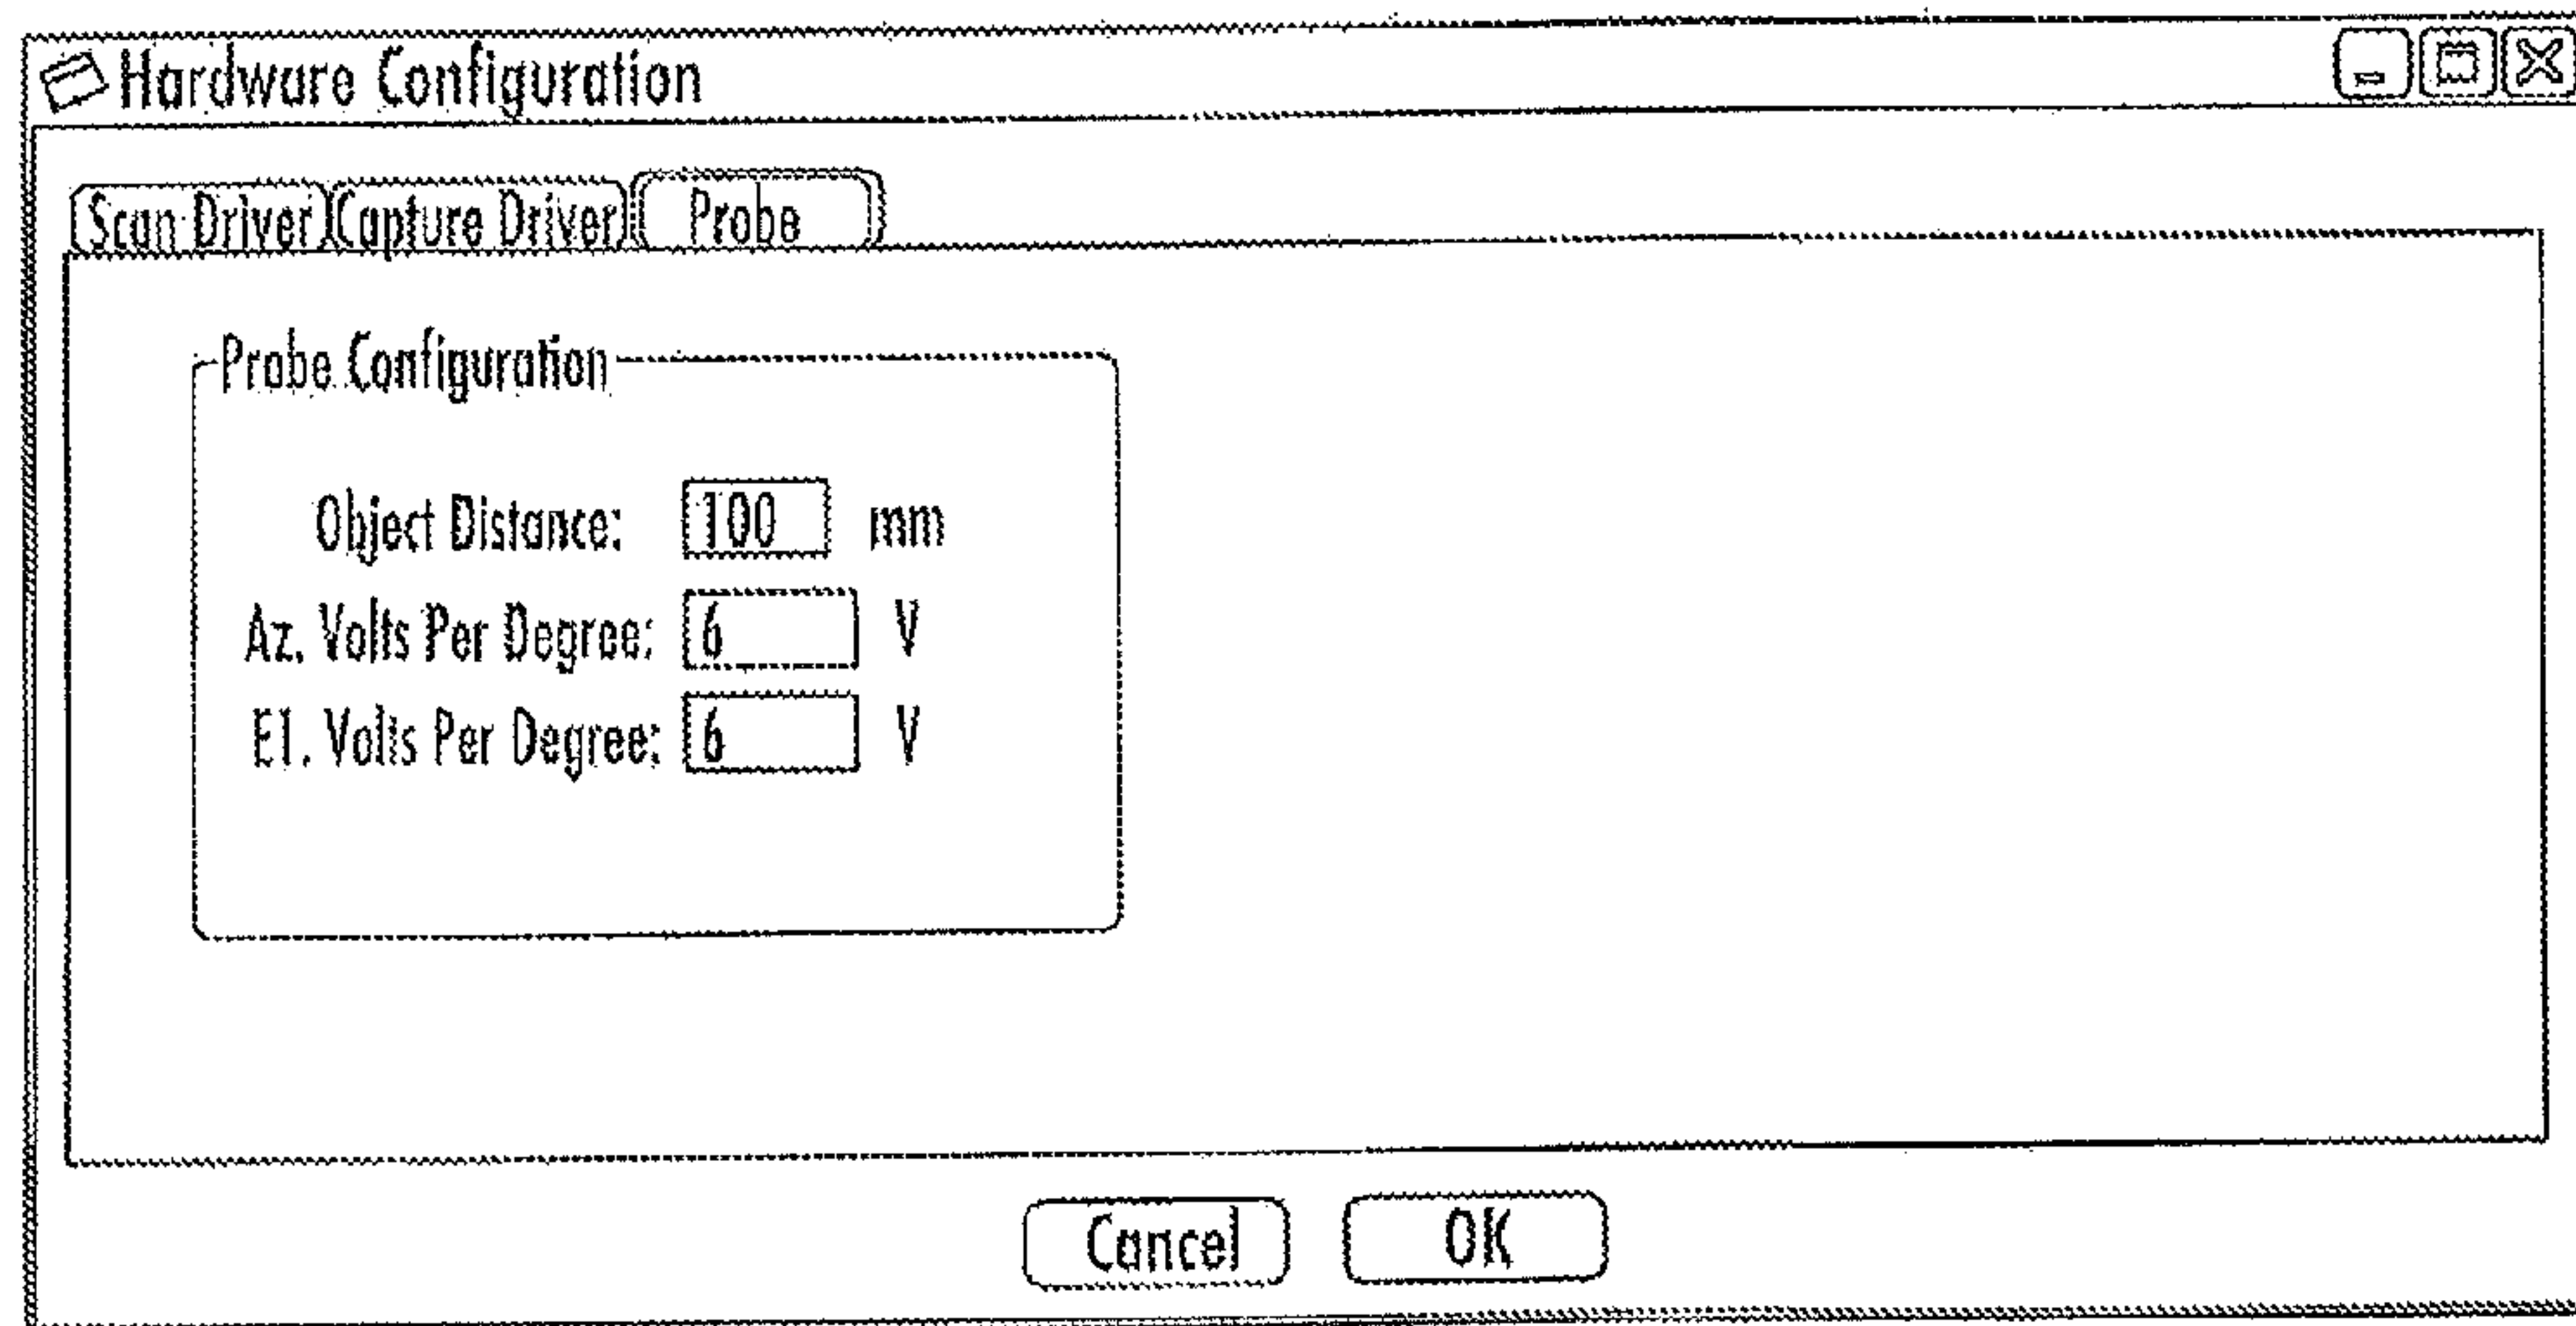 Hardware Configuration
Scan Driver Capture Driver Probe
Probe Configuration
Object Distance: 100 mm
Az. Volts Per Degree: 6 V
E1. Volts Per Degree: 6 V
Cancel OK